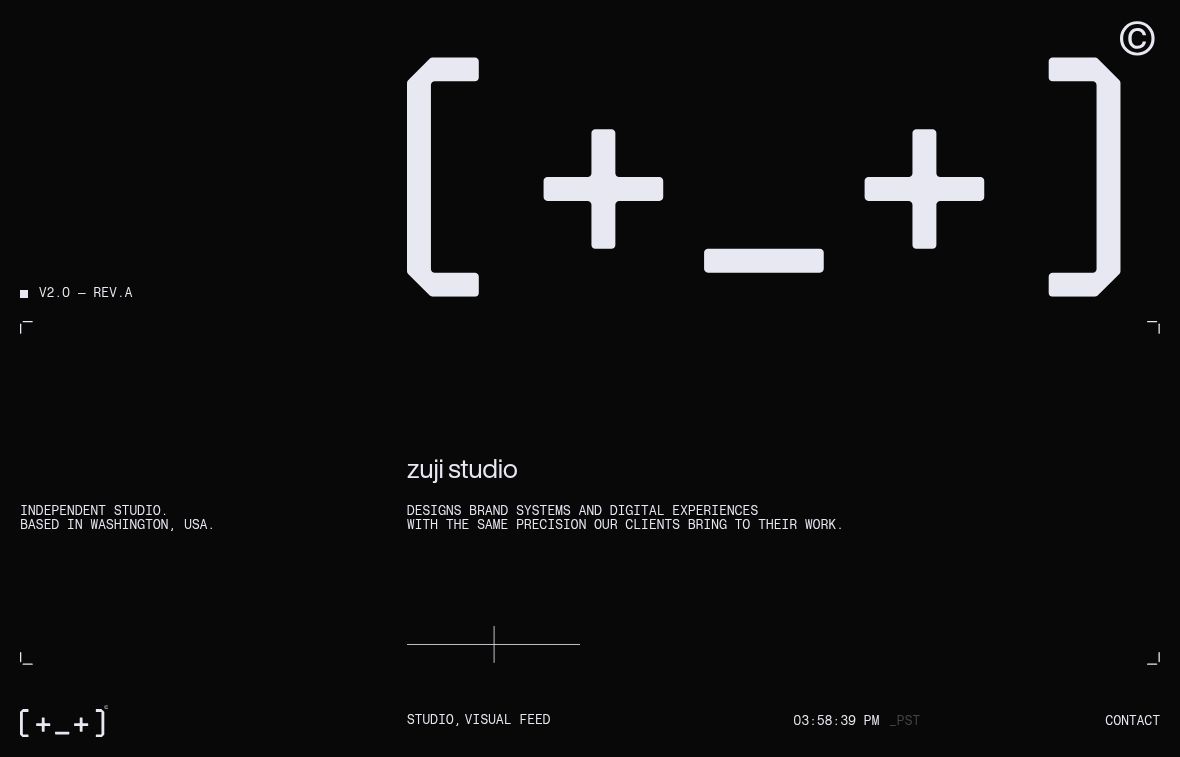 ©
[+_+]
V2.0 — REV.A
zuji studio
INDEPENDENT STUDIO.
BASED IN WASHINGTON, USA.
DESIGNS BRAND SYSTEMS AND DIGITAL EXPERIENCES
WITH THE SAME PRECISION OUR CLIENTS BRING TO THEIR WORK.
[+_+]©
STUDIO, VISUAL FEED
03:58:39 PM _PST
CONTACT